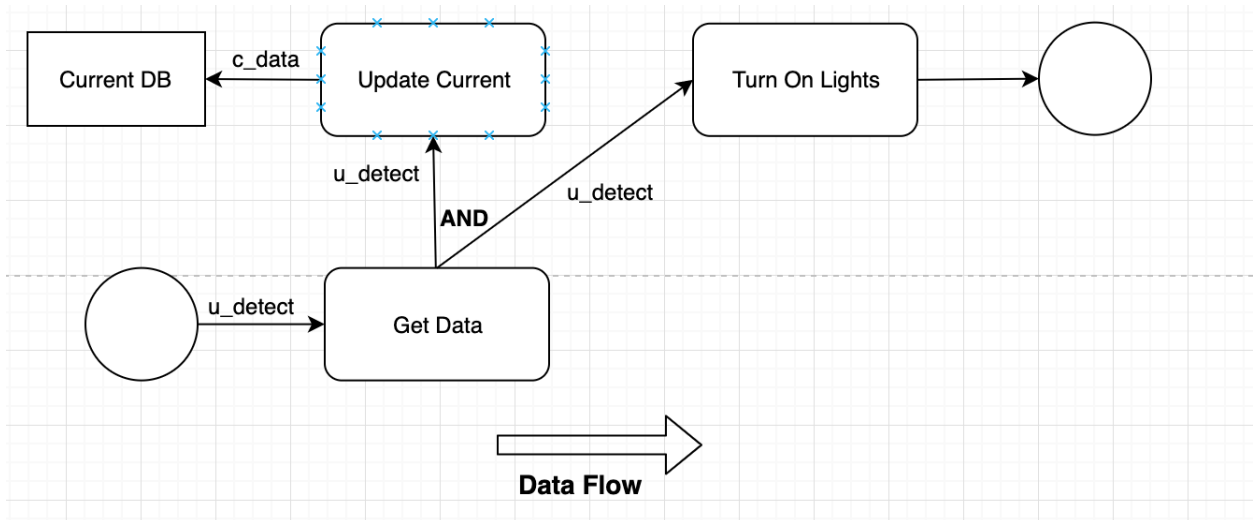 Current DB
c_data
Update Current
Turn On Lights
u_detect
u_detect
AND
u_detect
Get Data
Data Flow